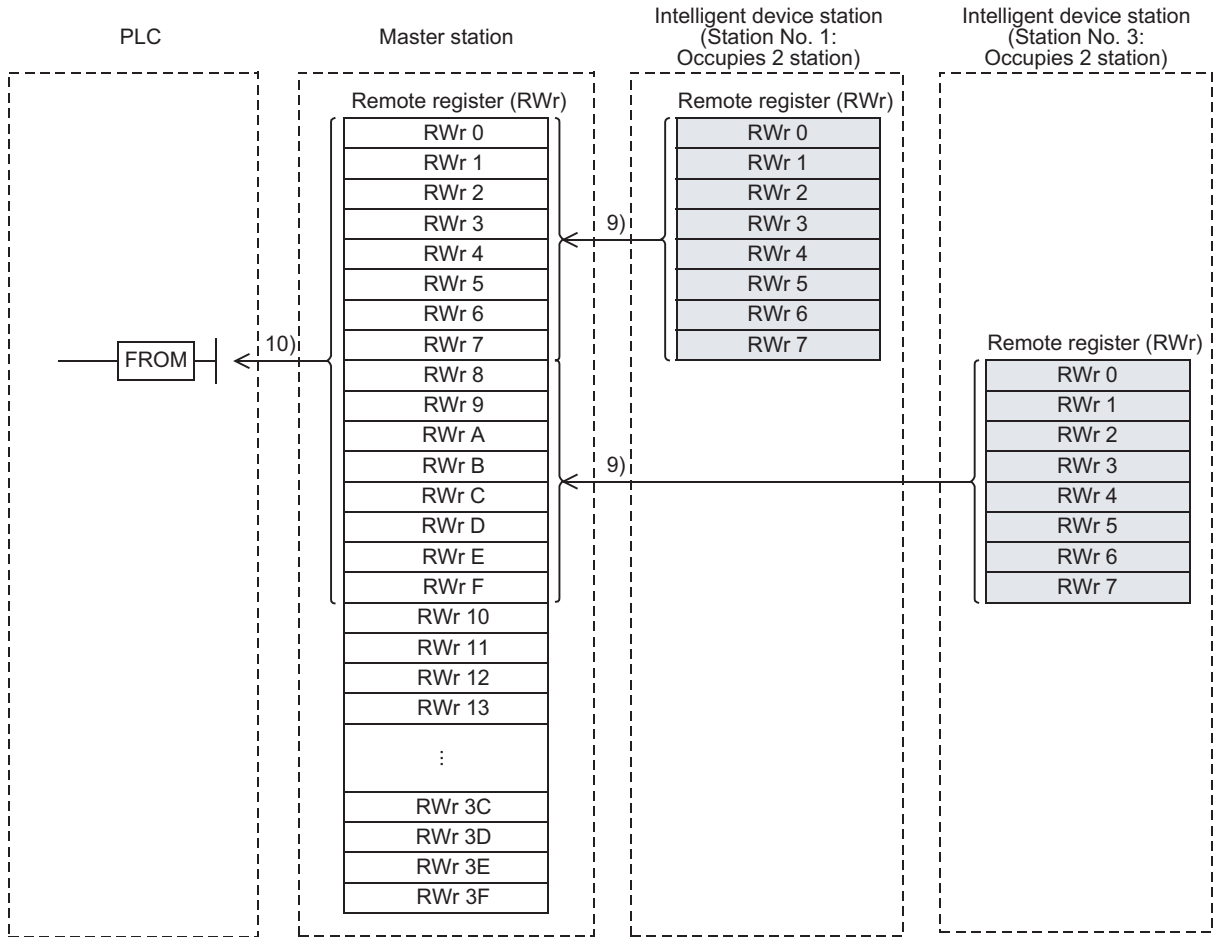 PLC
Master station
Intelligent device station
(Station No. 1:
Occupies 2 station)
Intelligent device station
(Station No. 3:
Occupies 2 station)
Remote register (RWr)
RWr 0
RWr 1
RWr 2
RWr 3
RWr 4
RWr 5
RWr 6
RWr 7
RWr 8
RWr 9
RWr A
RWr B
RWr C
RWr D
RWr E
RWr F
RWr 10
RWr 11
RWr 12
RWr 13
⋮
RWr 3C
RWr 3D
RWr 3E
RWr 3F
Remote register (RWr)
RWr 0
RWr 1
RWr 2
RWr 3
RWr 4
RWr 5
RWr 6
RWr 7
Remote register (RWr)
RWr 0
RWr 1
RWr 2
RWr 3
RWr 4
RWr 5
RWr 6
RWr 7
9)
9)
10)
FROM